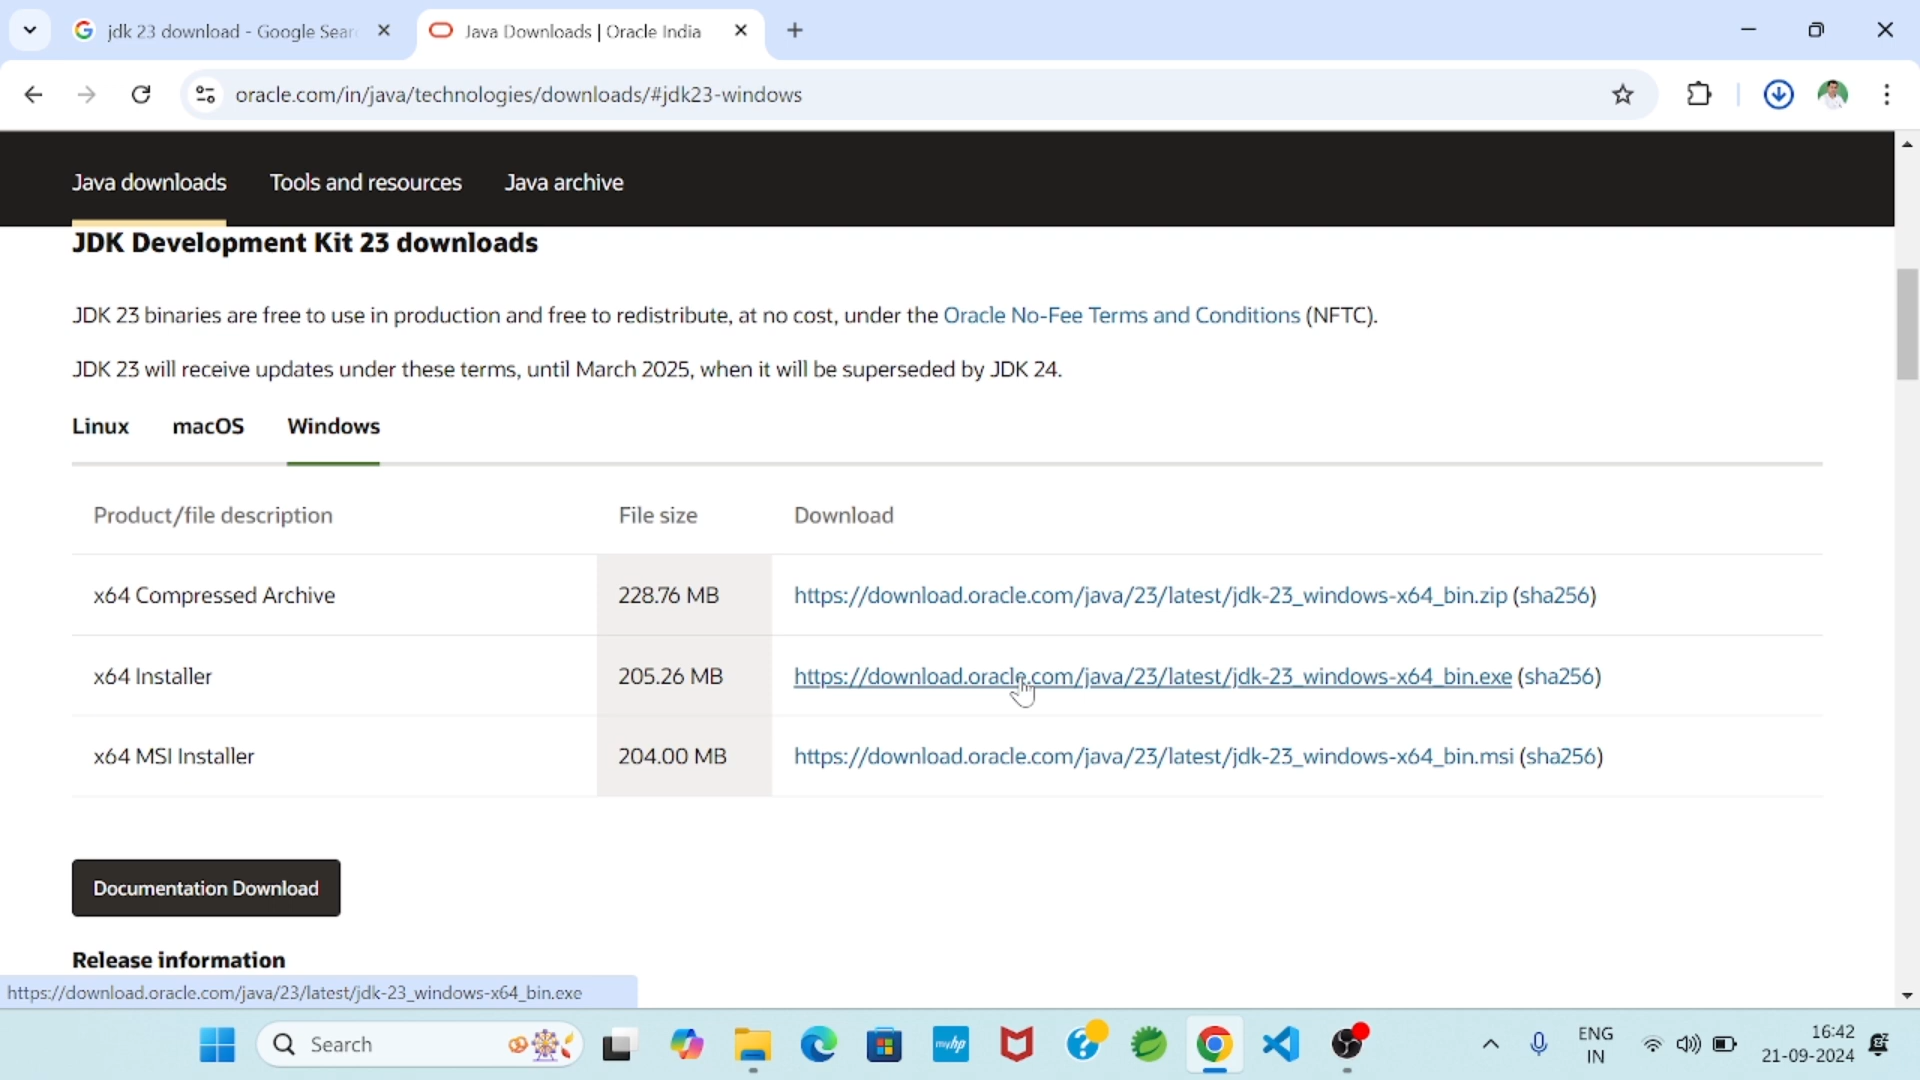 jdk 23 download - Google Sear
Java Downloads | Oracle India
oracle.com/in/java/technologies/downloads/#jdk23-windows
Java downloads Tools and resources Java archive
JDK Development Kit 23 downloads
JDK 23 binaries are free to use in production and free to redistribute, at no cost, under the Oracle No-Fee Terms and Conditions (NFTC).
JDK 23 will receive updates under these terms, until March 2025, when it will be superseded by JDK 24.
Linux macOS Windows
Product/file description File size Download
x64 Compressed Archive 228.76 MB https://download.oracle.com/java/23/latest/jdk-23_windows-x64_bin.zip (sha256)
x64 Installer 205.26 MB https://download.oracle.com/java/23/latest/jdk-23_windows-x64_bin.exe (sha256)
x64 MSI Installer 204.00 MB https://download.oracle.com/java/23/latest/jdk-23_windows-x64_bin.msi (sha256)
Documentation Download
Release information
https://download.oracle.com/java/23/latest/jdk-23_windows-x64_bin.exe
Search
myhp
ENG
IN
16:42
21-09-2024